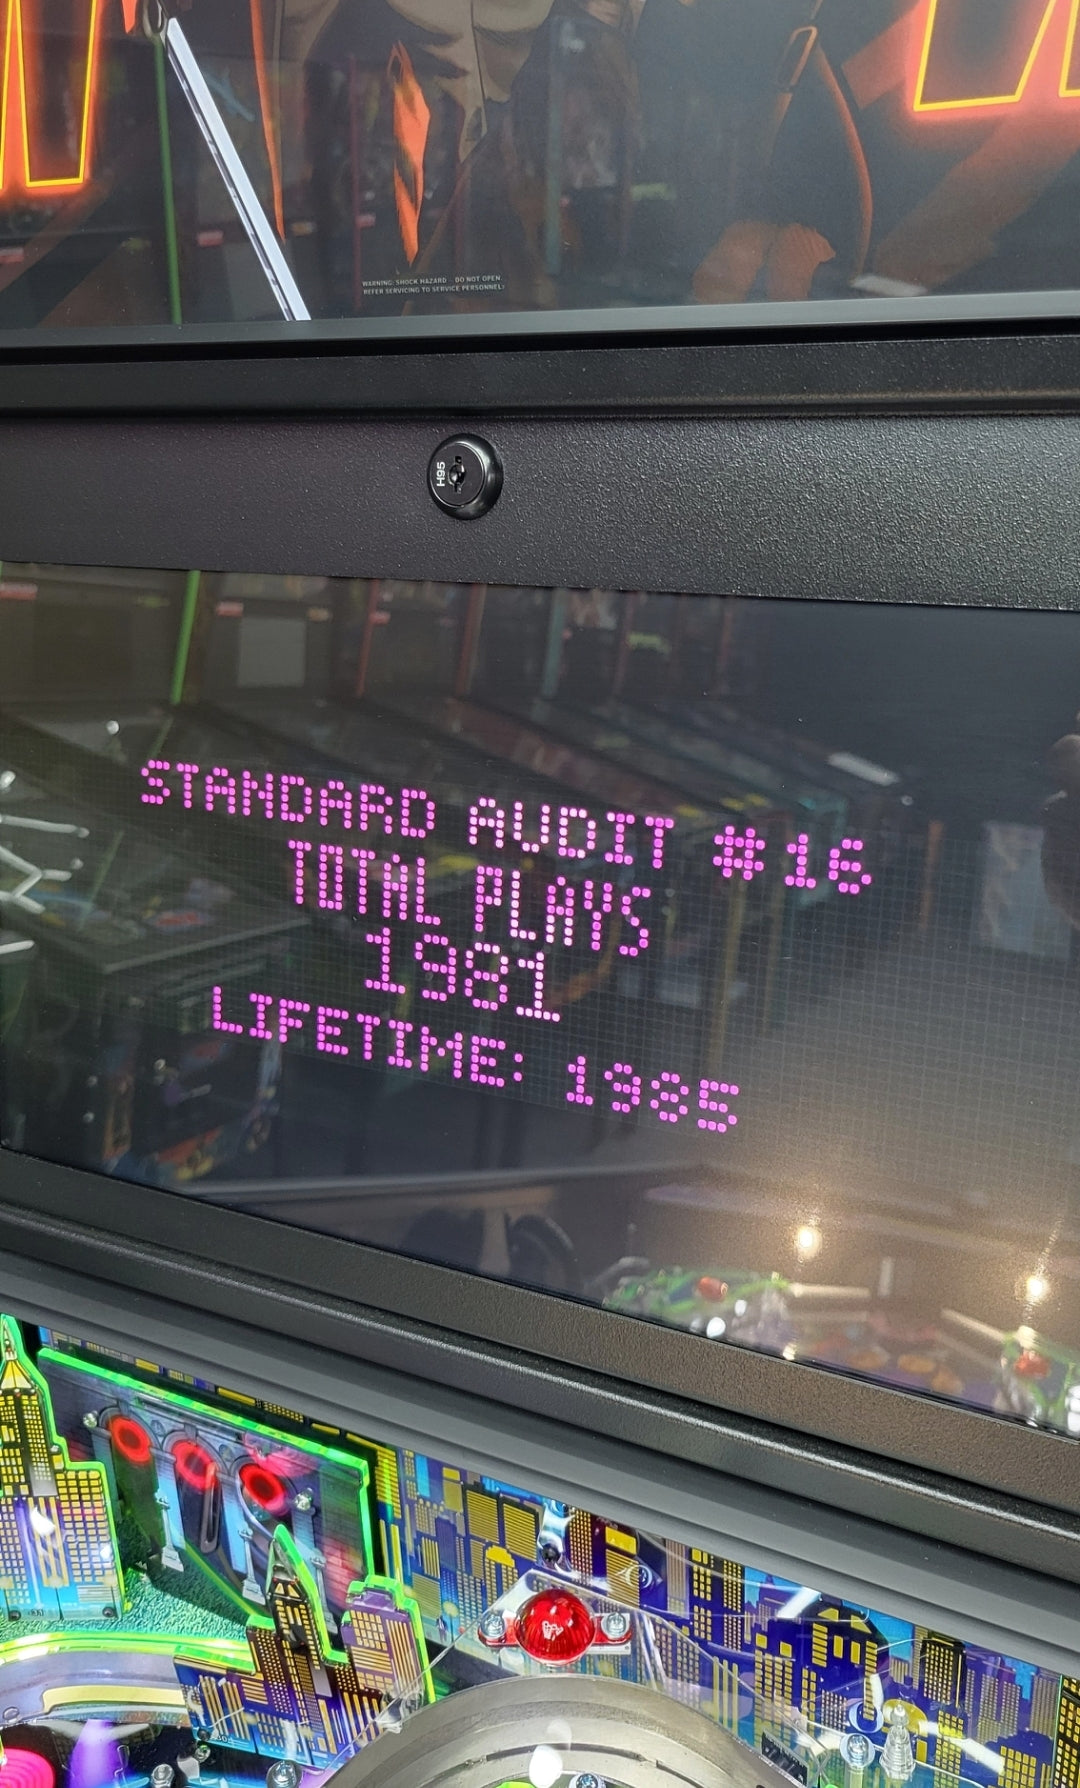 WARNING: SHOCK HAZARD DO NOT OPEN.
REFER SERVICING TO SERVICE PERSONNEL.
H95
STANDARD AUDIT #16
TOTAL PLAYS
1981
LIFETIME: 1985